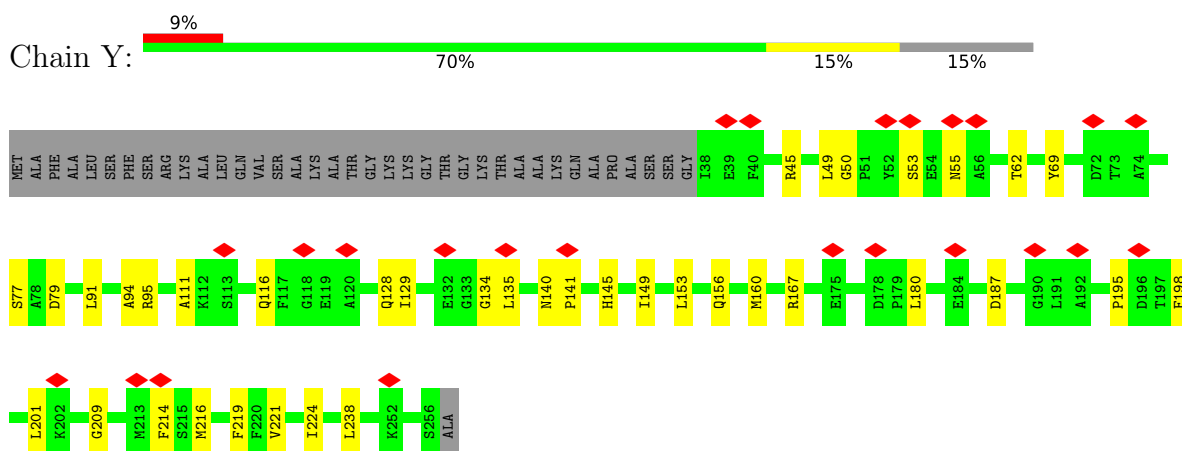 9%
Chain Y:
70% 15% 15%
MET ALA PHE ALA LEU SER PHE SER ARG LYS ALA LEU GLN VAL SER ALA LYS ALA THR GLY LYS LYS GLY THR GLY LYS THR ALA ALA LYS GLN ALA PRO ALA SER SER GLY I38 E39 F40 R45 L49 G50 P51 Y52 S53 E54 N55 A56 T62 Y69 D72 T73 A74
S77 A78 D79 L91 A94 R95 A111 K112 S113 Q116 F117 G118 E119 A120 Q128 I129 E132 G133 G134 L135 N140 P141 H145 I149 L153 Q156 M160 R167 E175 D178 P179 L180 E184 D187 G190 L191 A192 P195 D196 T197 F198
L201 K202 G209 M213 F214 S215 M216 F219 F220 V221 I224 L238 K252 S256 ALA